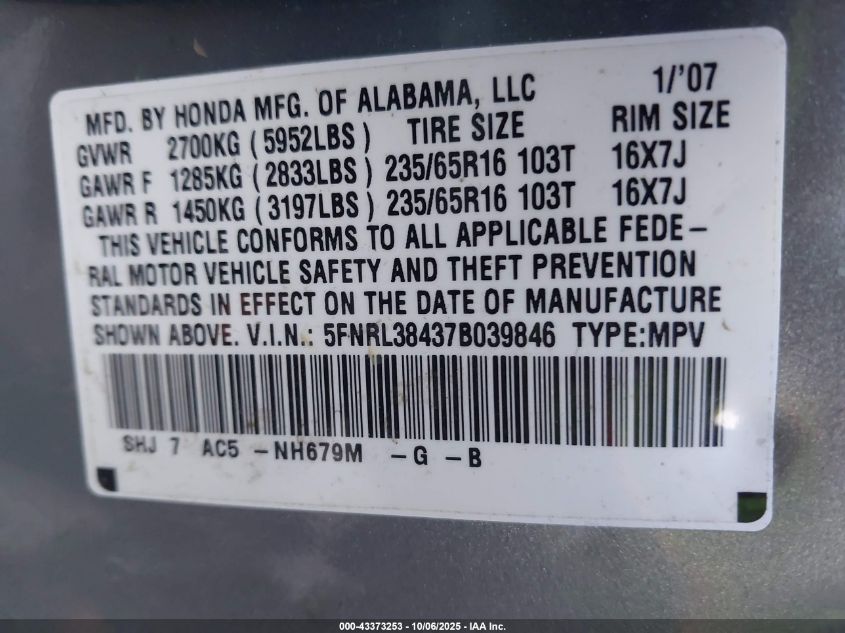 MFD. BY HONDA MFG. OF ALABAMA, LLC 1/'07
GVWR 2700KG (5952LBS) TIRE SIZE RIM SIZE
GAWR F 1285KG (2833LBS) 235/65R16 103T 16X7J
GAWR R 1450KG (3197LBS) 235/65R16 103T 16X7J
THIS VEHICLE CONFORMS TO ALL APPLICABLE FEDE-
RAL MOTOR VEHICLE SAFETY AND THEFT PREVENTION
STANDARDS IN EFFECT ON THE DATE OF MANUFACTURE
SHOWN ABOVE. V.I.N.: 5FNRL38437B039846 TYPE:MPV
SHJ 7 AC5 -NH679M -G -B
000-43373253 - 10/06/2025 - IAA Inc.